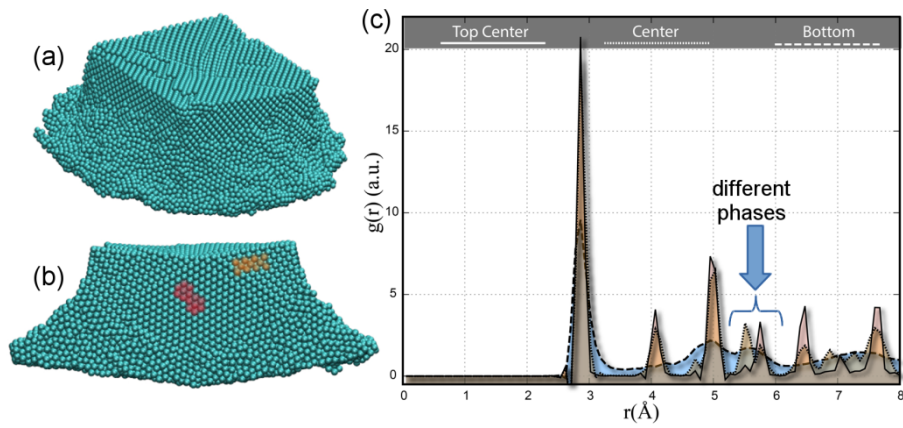 (a)
(b)
(c)
Top Center
Center
Bottom
20
15
10
5
0
g(r) (a.u.)
different
phases
0 1 2 3 4 5 6 7 8
r(Å)